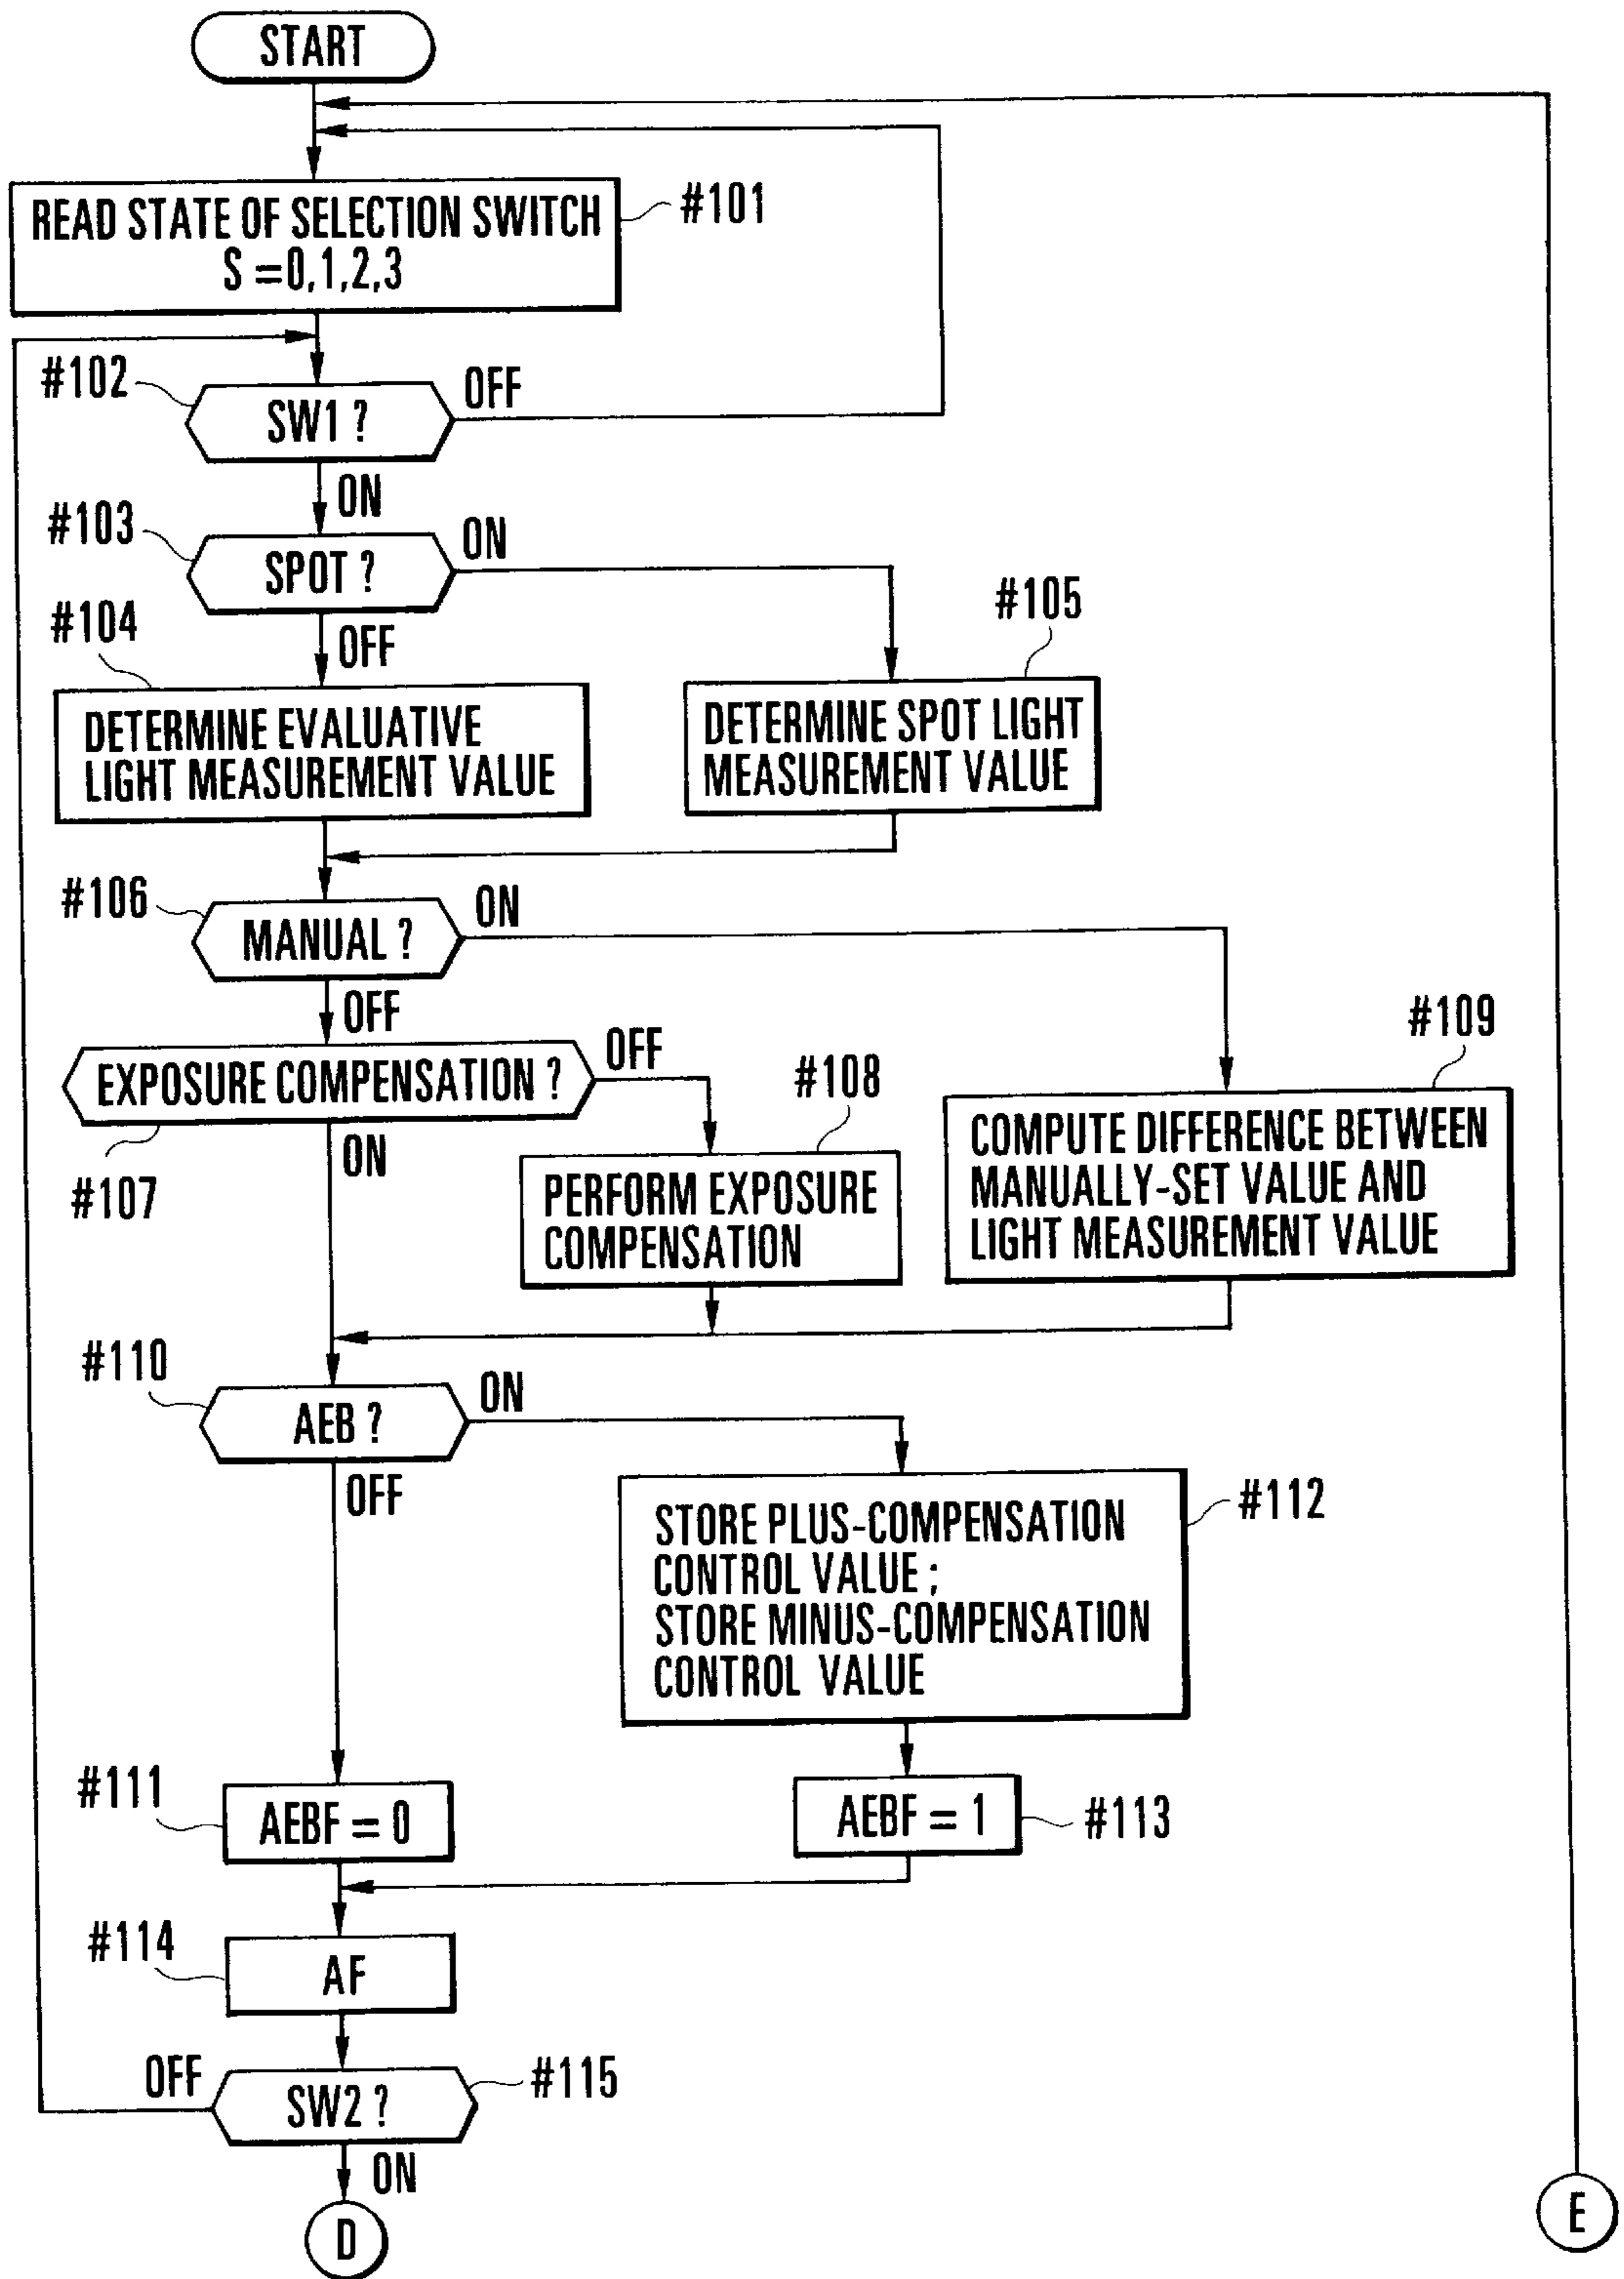 START
READ STATE OF SELECTION SWITCH
S =0,1,2,3
#101
#102
SW1 ?
OFF
ON
#103
SPOT ?
ON
OFF
#104
DETERMINE EVALUATIVE
LIGHT MEASUREMENT VALUE
#105
DETERMINE SPOT LIGHT
MEASUREMENT VALUE
#106
MANUAL ?
ON
OFF
EXPOSURE COMPENSATION ?
OFF
ON
#107
#108
PERFORM EXPOSURE
COMPENSATION
#109
COMPUTE DIFFERENCE BETWEEN
MANUALLY-SET VALUE AND
LIGHT MEASUREMENT VALUE
#110
AEB ?
ON
OFF
STORE PLUS-COMPENSATION
CONTROL VALUE ;
STORE MINUS-COMPENSATION
CONTROL VALUE
#112
#111
AEBF = 0
AEBF = 1
#113
#114
AF
OFF
SW2 ?
#115
ON
D
E